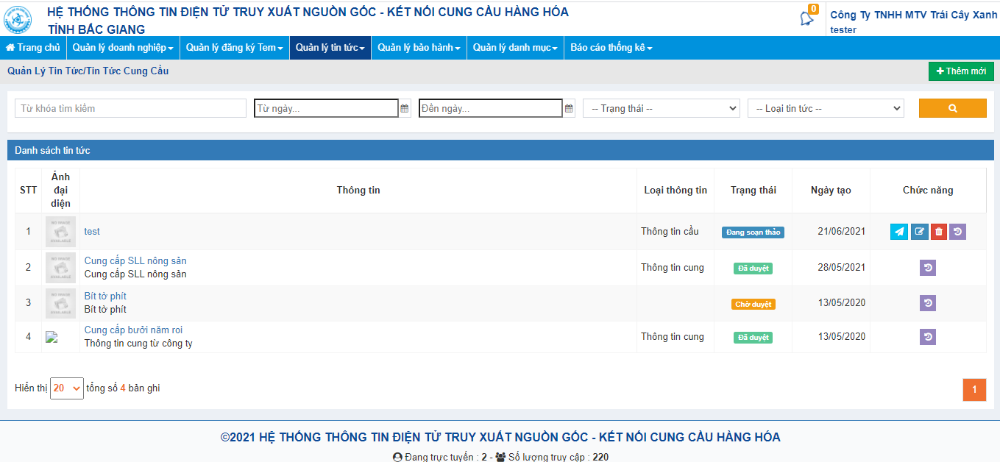 HỆ THỐNG THÔNG TIN ĐIỆN TỬ TRUY XUẤT NGUỒN GỐC - KẾT NỐI CUNG CẦU HÀNG HÓA
TỈNH BẮC GIANG
0
Công Ty TNHH MTV Trái Cây Xanh
tester
Trang chủ Quản lý doanh nghiệp Quản lý đăng ký Tem Quản lý tin tức Quản lý bảo hành Quản lý danh mục Báo cáo thống kê
Quản Lý Tin Tức/Tin Tức Cung Cầu
Thêm mới
Từ khóa tìm kiếm Từ ngày... Đến ngày... -- Trạng thái -- -- Loại tin tức --
Danh sách tin tức
STT Ảnh đại diện Thông tin Loại thông tin Trạng thái Ngày tạo Chức năng
1 NO IMAGE AVAILABLE test Thông tin cầu Đang soạn thảo 21/06/2021
2 NO IMAGE AVAILABLE Cung cấp SLL nông sản Thông tin cung Đã duyệt 28/05/2021
Cung cấp SLL nông sản
3 NO IMAGE AVAILABLE Bít tờ phít Chờ duyệt 13/05/2020
Bít tờ phít
4 Cung cấp bưởi năm roi Thông tin cung Đã duyệt 13/05/2020
Thông tin cung từ công ty
Hiển thị 20 tổng số 4 bản ghi
1
©2021 HỆ THỐNG THÔNG TIN ĐIỆN TỬ TRUY XUẤT NGUỒN GỐC - KẾT NỐI CUNG CẦU HÀNG HÓA
Đang trực tuyến : 2 - Số lượng truy cập : 220